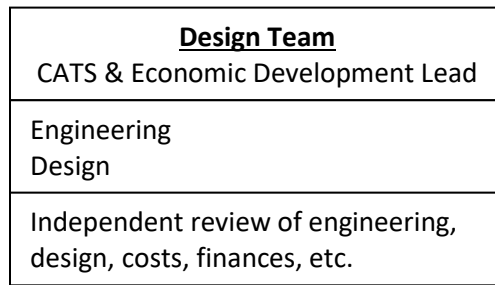 Design Team
CATS & Economic Development Lead
Engineering
Design
Independent review of engineering,
design, costs, finances, etc.